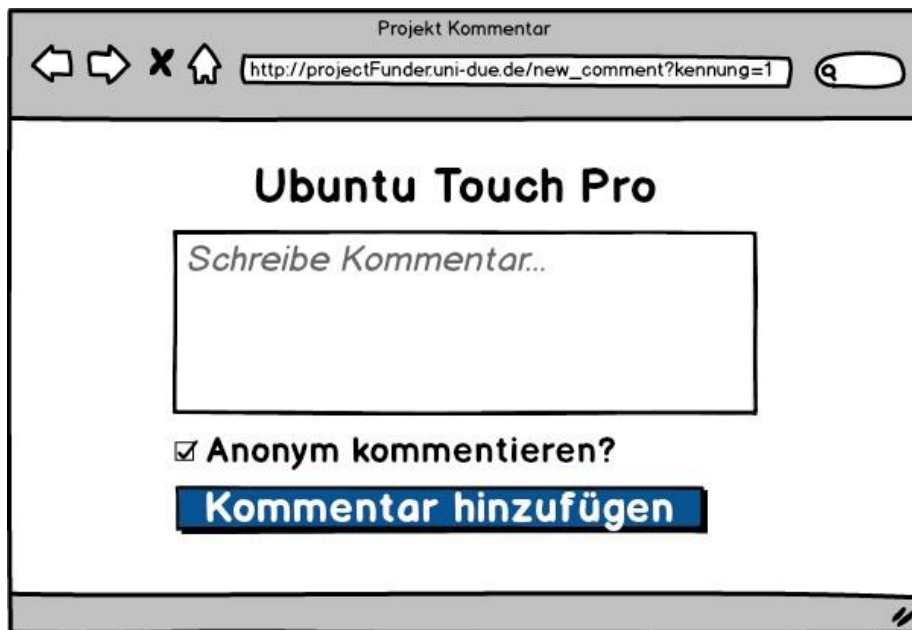 Projekt Kommentar
http://projectFunder.uni-due.de/new_comment?kennung=1
Ubuntu Touch Pro
Schreibe Kommentar...
Anonym kommentieren?
Kommentar hinzufügen